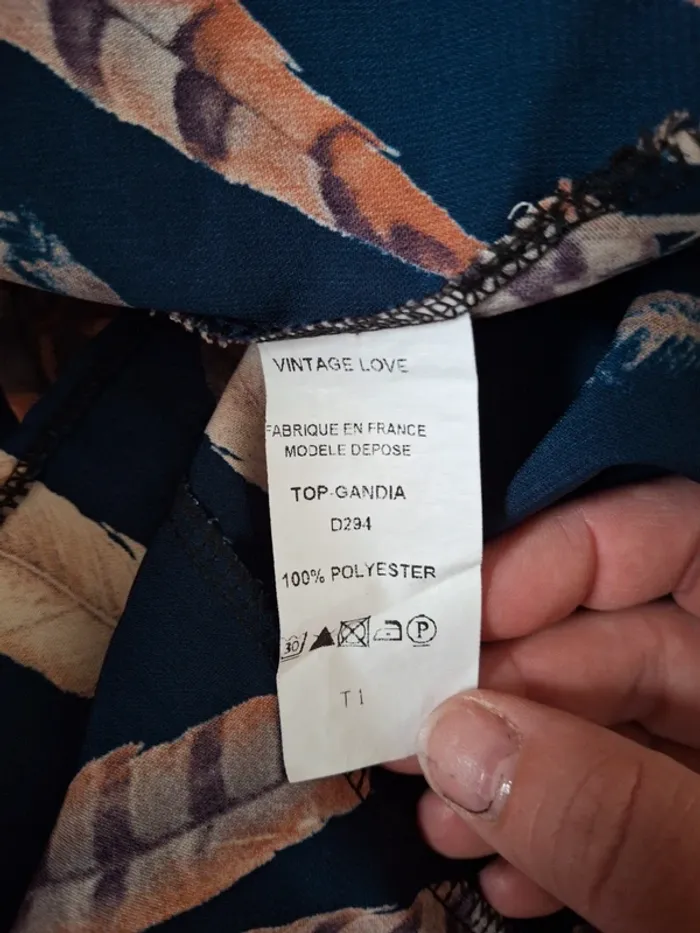 VINTAGE LOVE
FABRIQUE EN FRANCE
MODELE DEPOSE
TOP-GANDIA
D294
100% POLYESTER
30 P
T1